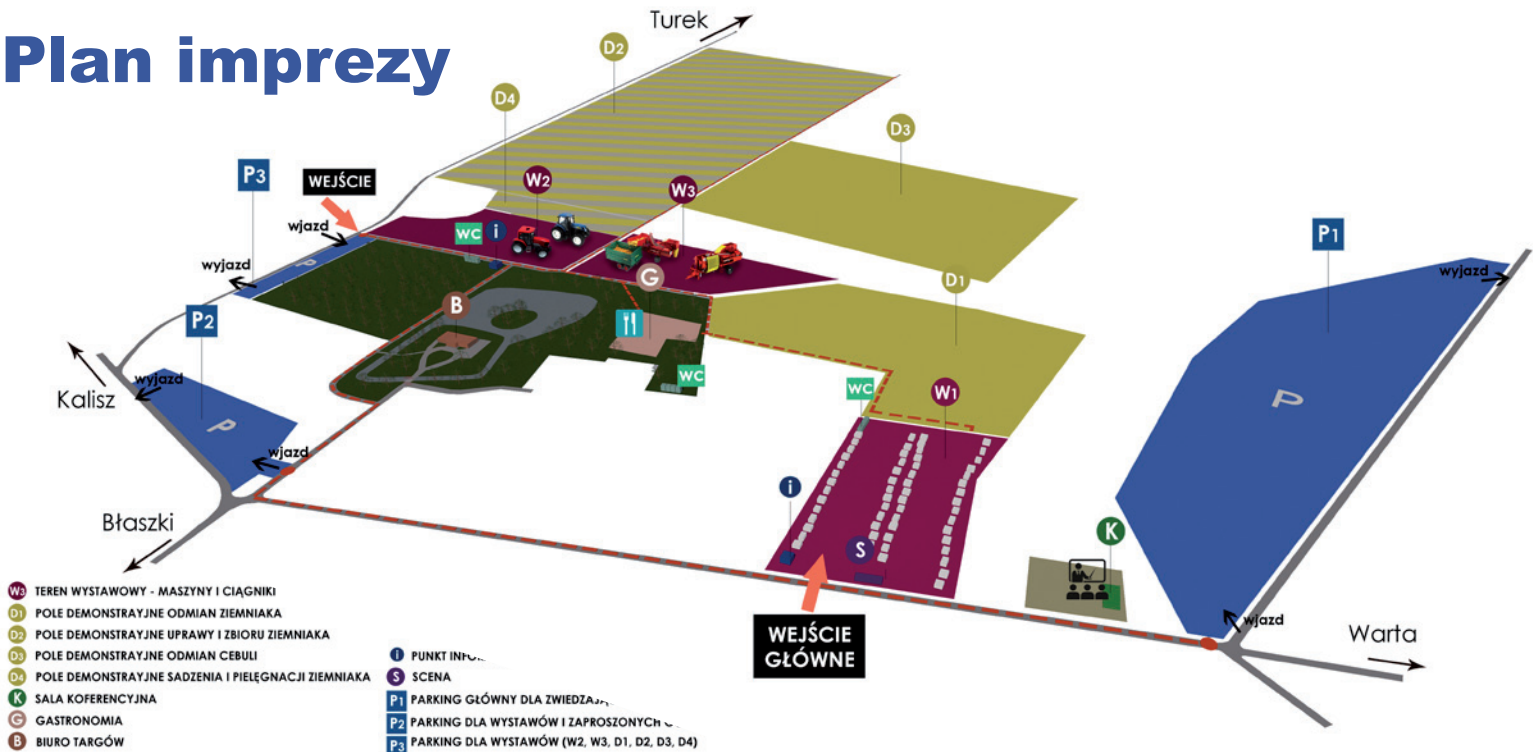 Plan imprezy
Turek
D2
D4
D3
P3
WEJŚCIE
W2
W3
wjazd
WC
i
P1
wyjazd
P
wyjazd
G
D1
B
P2
Kalisz
wyjazd
WC
WC
W1
P
P
wjazd
i
Błaszki
S
K
WEJŚCIE
GŁÓWNE
wjazd
Warta
W3 TEREN WYSTAWOWY - MASZYNY I CIĄGNIKI
D1 POLE DEMONSTRAYJNE ODMIAN ZIEMNIAKA
D2 POLE DEMONSTRAYJNE UPRAWY I ZBIORU ZIEMNIAKA
D3 POLE DEMONSTRAYJNE ODMIAN CEBULI
D4 POLE DEMONSTRAYJNE SADZENIA I PIELĘGNACJI ZIEMNIAKA
K SALA KOFERENCYJNA
G GASTRONOMIA
B BIURO TARGÓW
i PUNKT
S SCENA
P1 PARKING GŁÓWNY DLA
P2 PARKING DLA WYSTAWÓW I ZAPROSZONYCH
P3 PARKING DLA WYSTAWÓW (W2, W3, D1, D2, D3, D4)